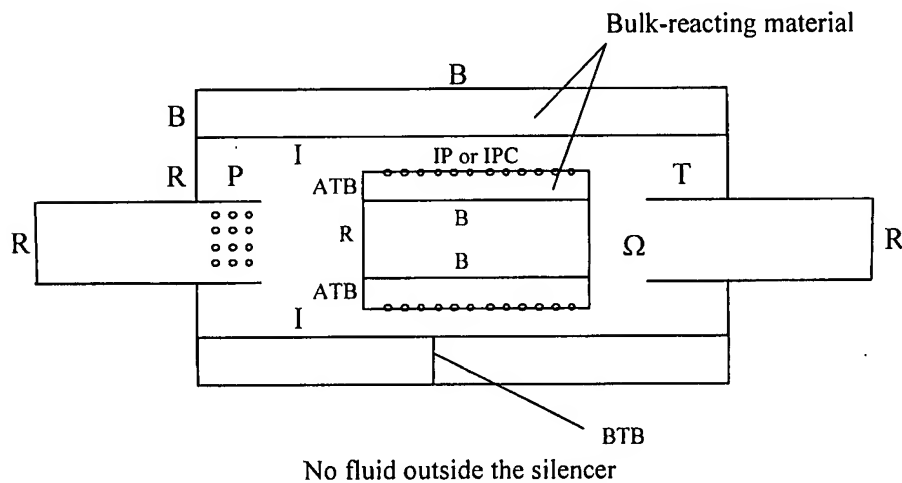 Bulk-reacting material
B
B
I
IP or IPC
R
P
ATB
T
B
R
R
Ω
R
B
ATB
I
BTB
No fluid outside the silencer